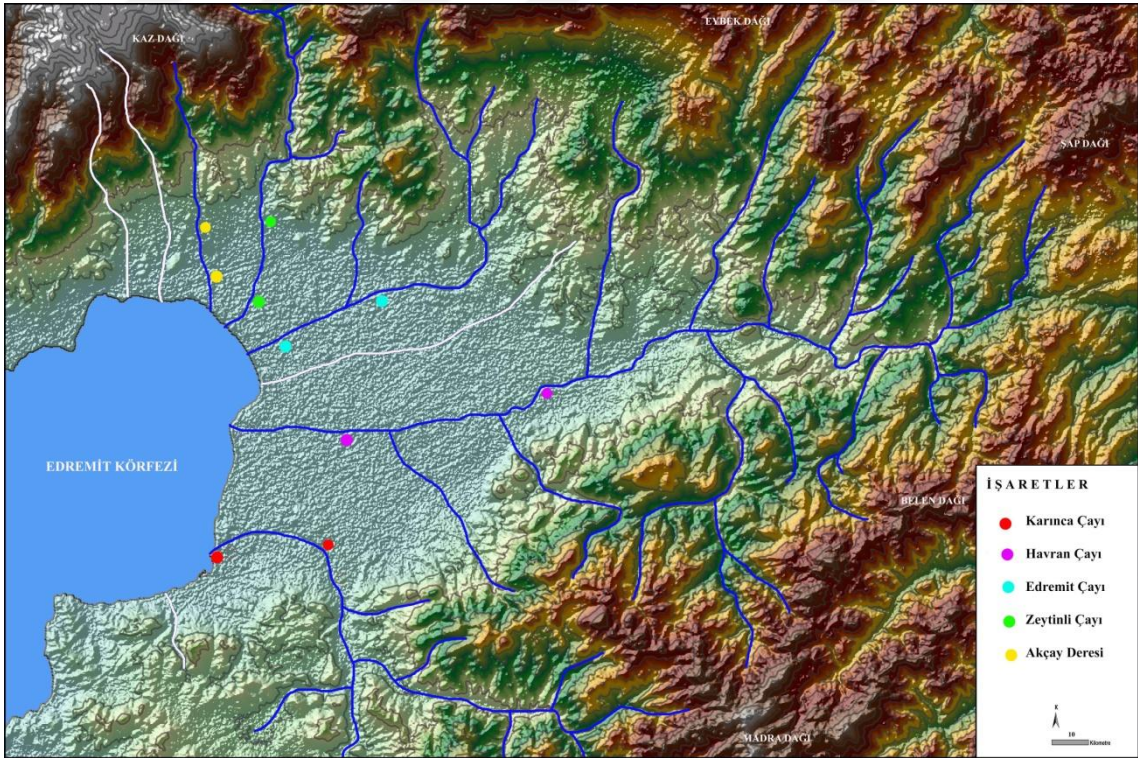 KAZ DAĞI
EYBEK DAĞI
ŞAP DAĞI
EDREMİT KÖRFEZİ
BELEN DAĞI
MADRA DAĞI
İŞARETLER
Karınca Çayı
Havran Çayı
Edremit Çayı
Zeytinli Çayı
Akçay Deresi
K
10
Kilometre